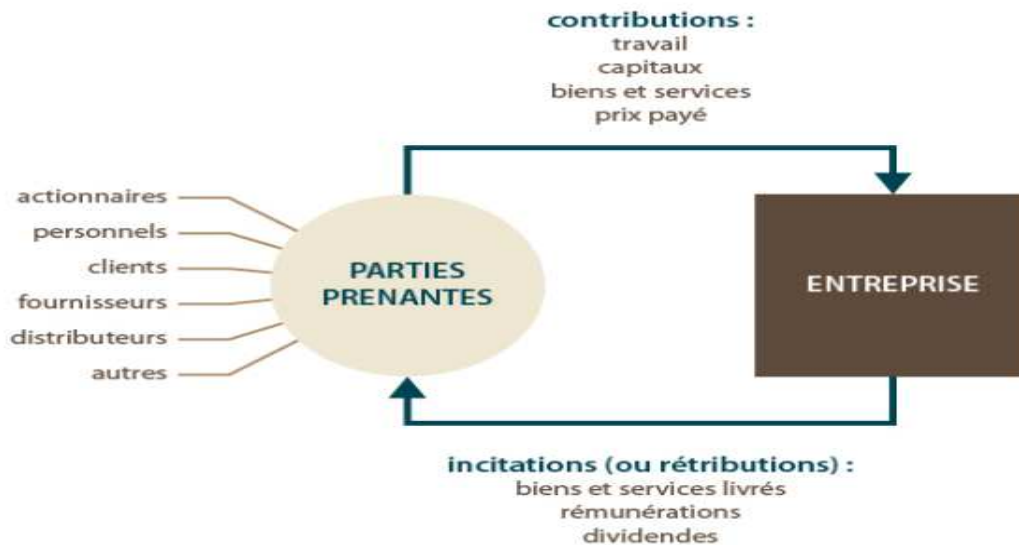 contributions :
travail
capitaux
biens et services
prix payé
actionnaires
personnels
clients
fournisseurs
distributeurs
autres
PARTIES
PRENANTES
ENTREPRISE
incitations (ou rétributions) :
biens et services livrés
rémunérations
dividendes